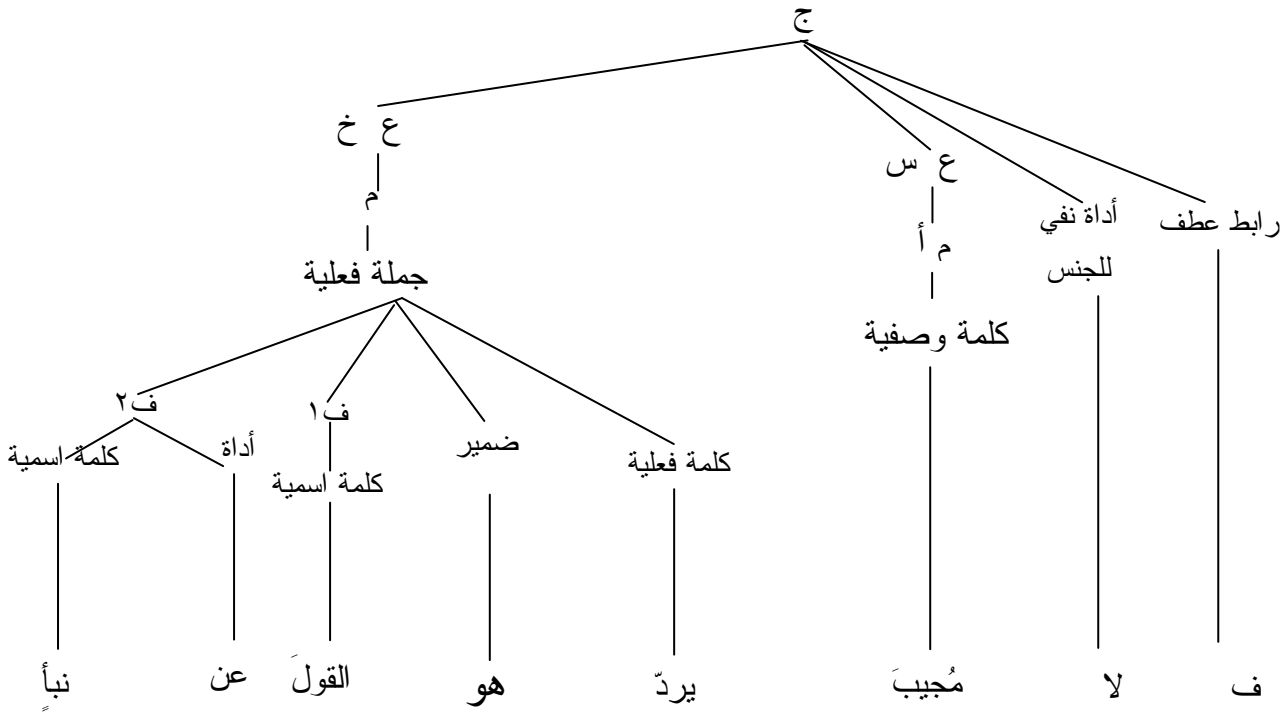 ج
ع س
ع خ
رابط عطف
أداة نفي
للجنس
م أ
م
كلمة وصفية
جملة فعلية
كلمة فعلية
ضمير
ف١
كلمة اسمية
ف٢
أداة
كلمة اسمية
ف لا مُجيبَ يردّ هو القولَ عن نبأٍ